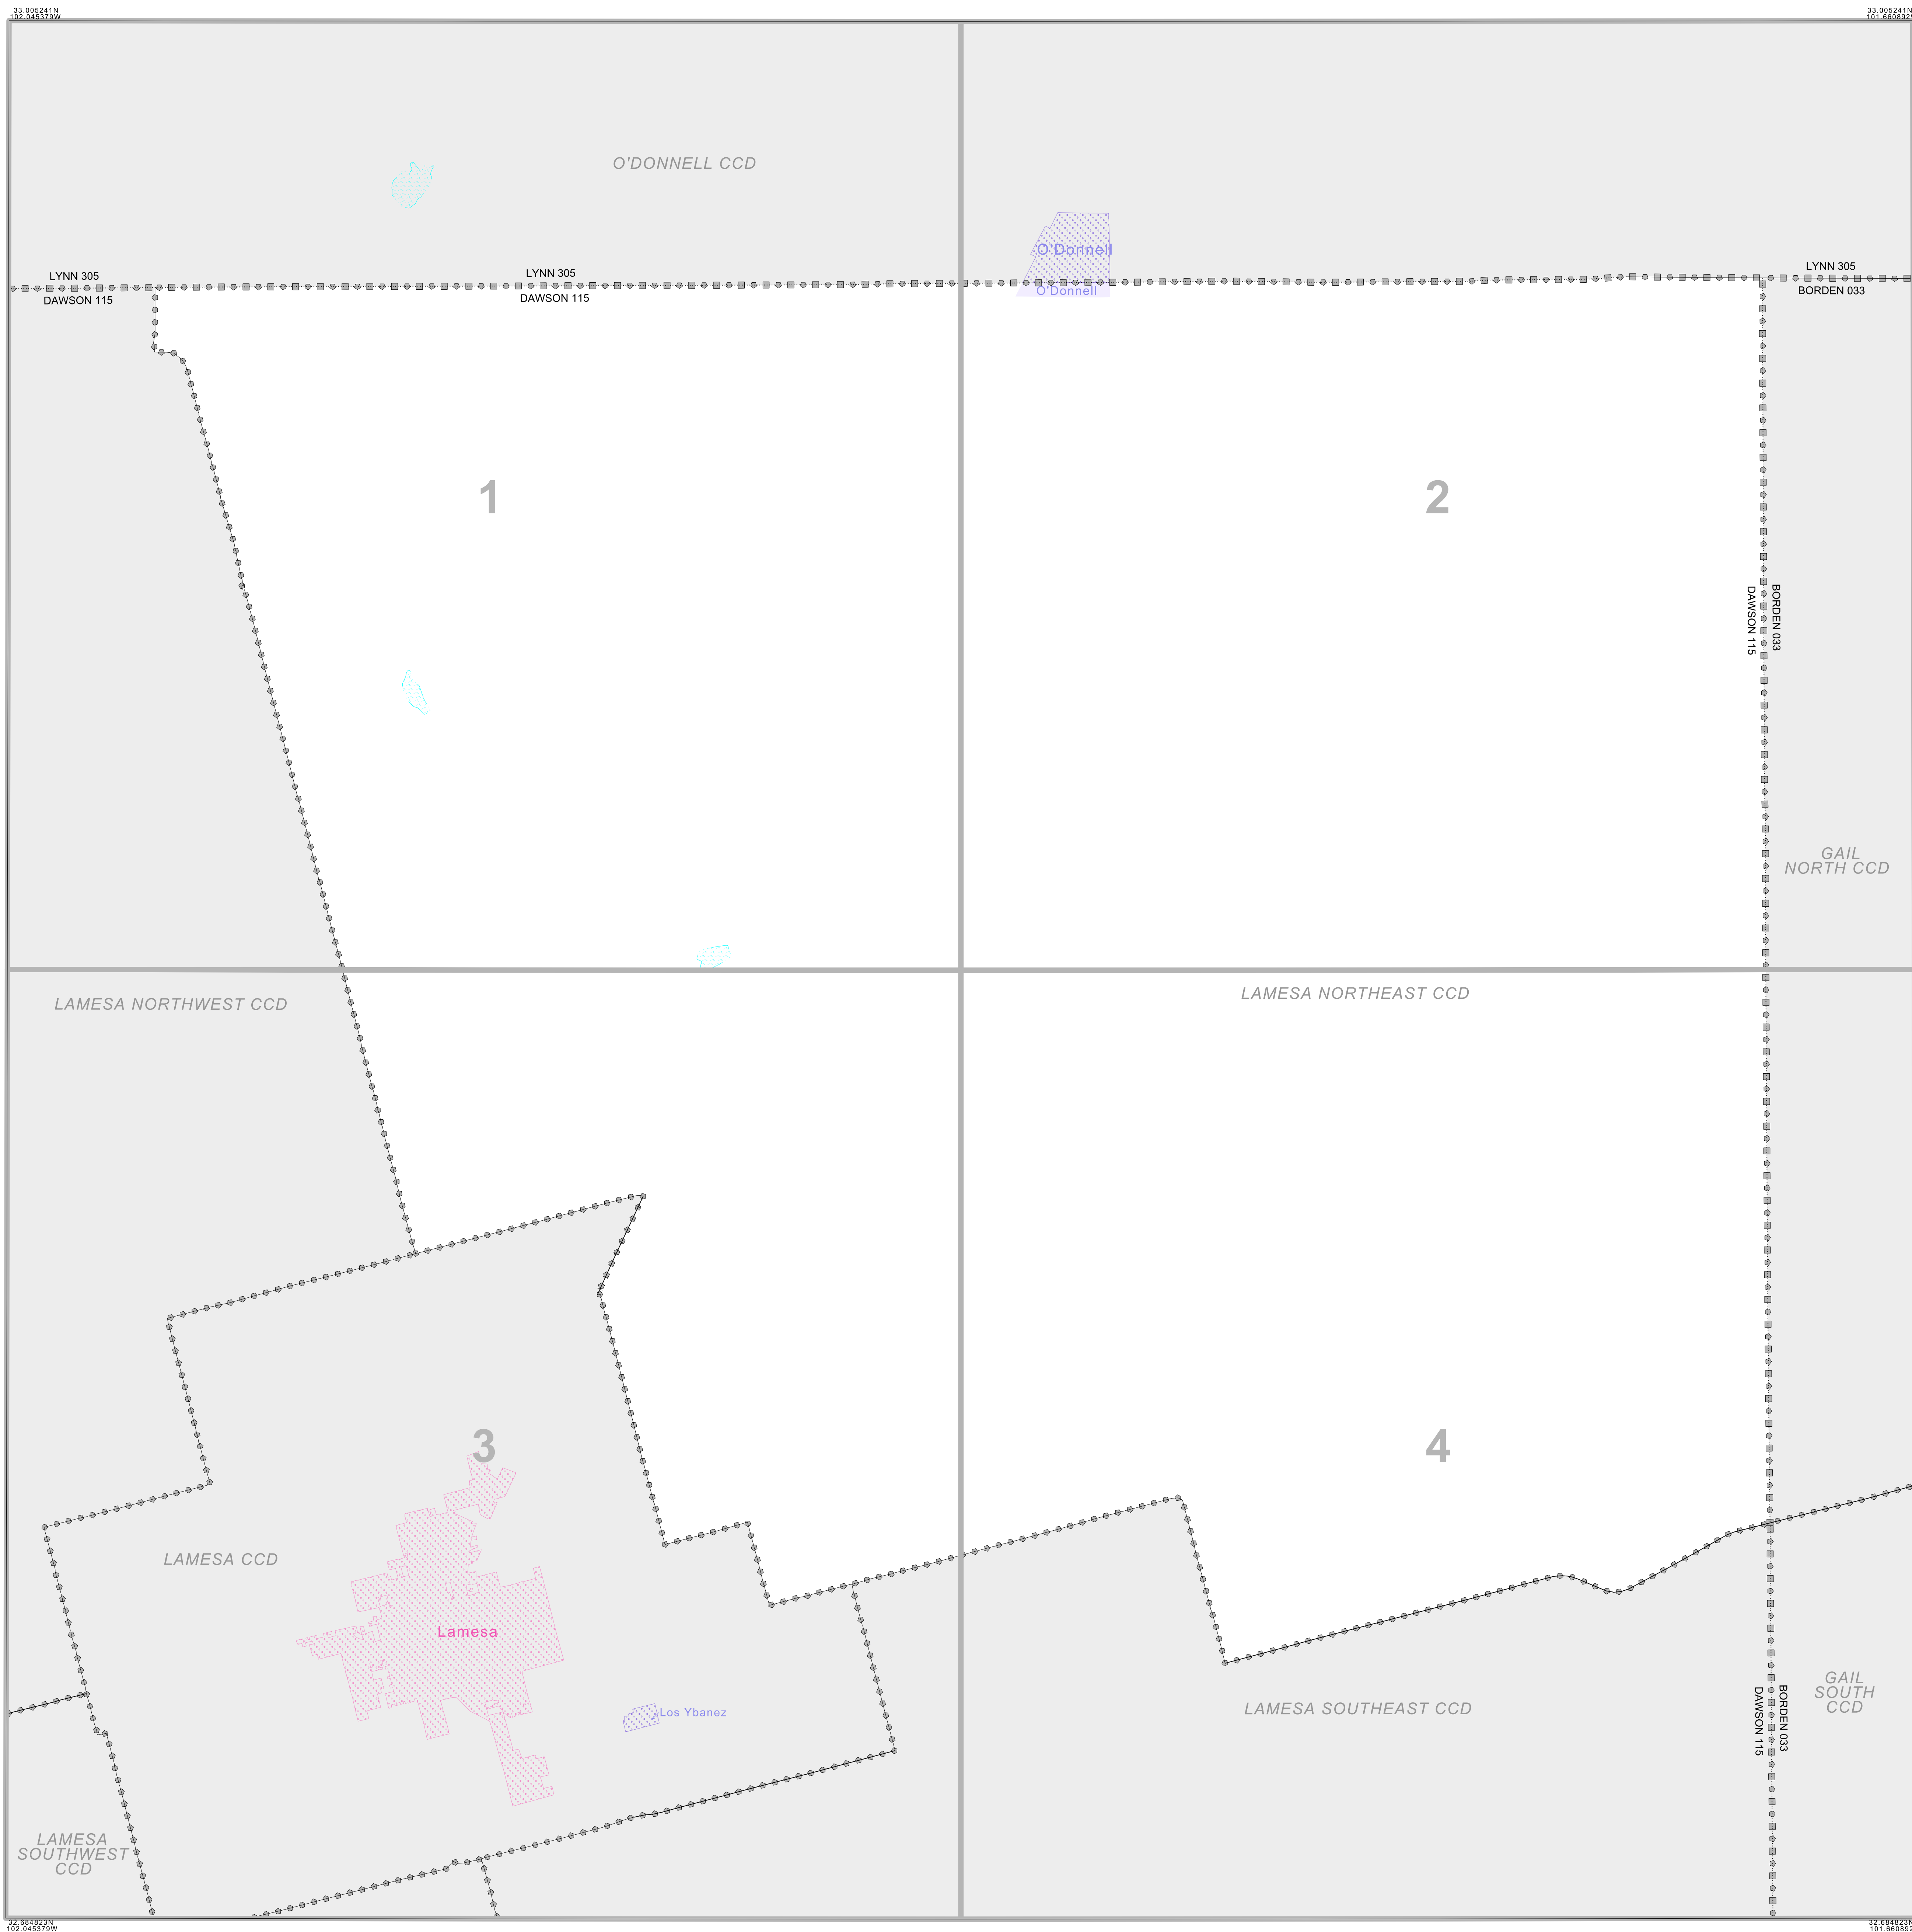 33.005241N
102.045379W
33.005241N
101.660892W
O'DONNELL CCD
O'Donnell
LYNN 305
DAWSON 115
LYNN 305
DAWSON 115
O'Donnell
LYNN 305
BORDEN 033
1
2
BORDEN 033
DAWSON 115
GAIL
NORTH CCD
LAMESA NORTHWEST CCD
LAMESA NORTHEAST CCD
3
4
LAMESA CCD
Lamesa
Los Ybanez
LAMESA SOUTHEAST CCD
GAIL
SOUTH
CCD
BORDEN 033
DAWSON 115
LAMESA
SOUTHWEST
CCD
32.684823N
102.045379W
32.684823N
101.660892